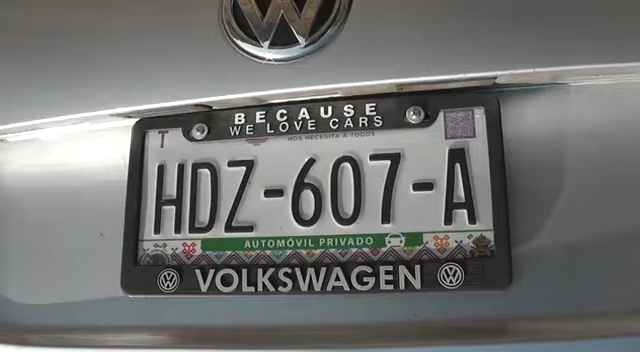 BECAUSE
WE LOVE CARS
T
NOS NECESITA A TODOS
HDZ-607-A
AUTOMÓVIL PRIVADO
VOLKSWAGEN